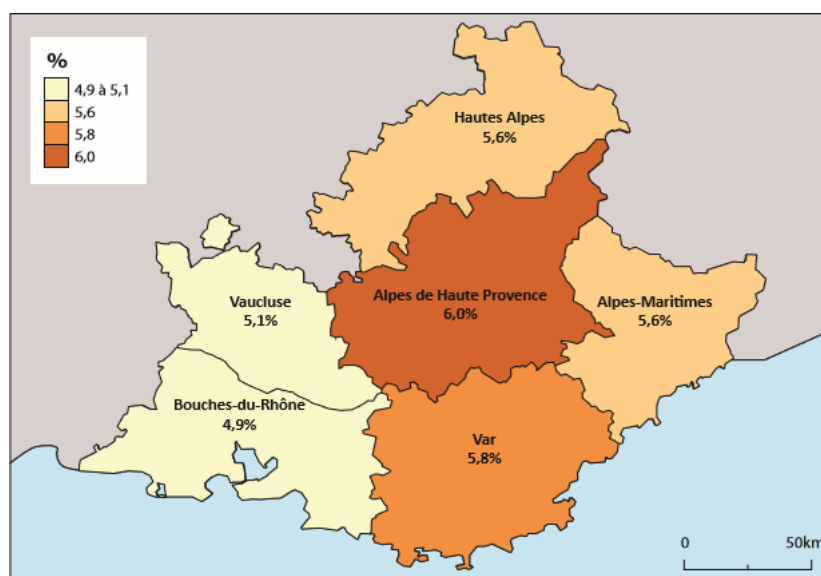 %
4,9 à 5,1
5,6
5,8
6,0
Hautes Alpes
5,6%
Alpes de Haute Provence
6,0%
Alpes-Maritimes
5,6%
Vaucluse
5,1%
Bouches-du-Rhône
4,9%
Var
5,8%
0 50km